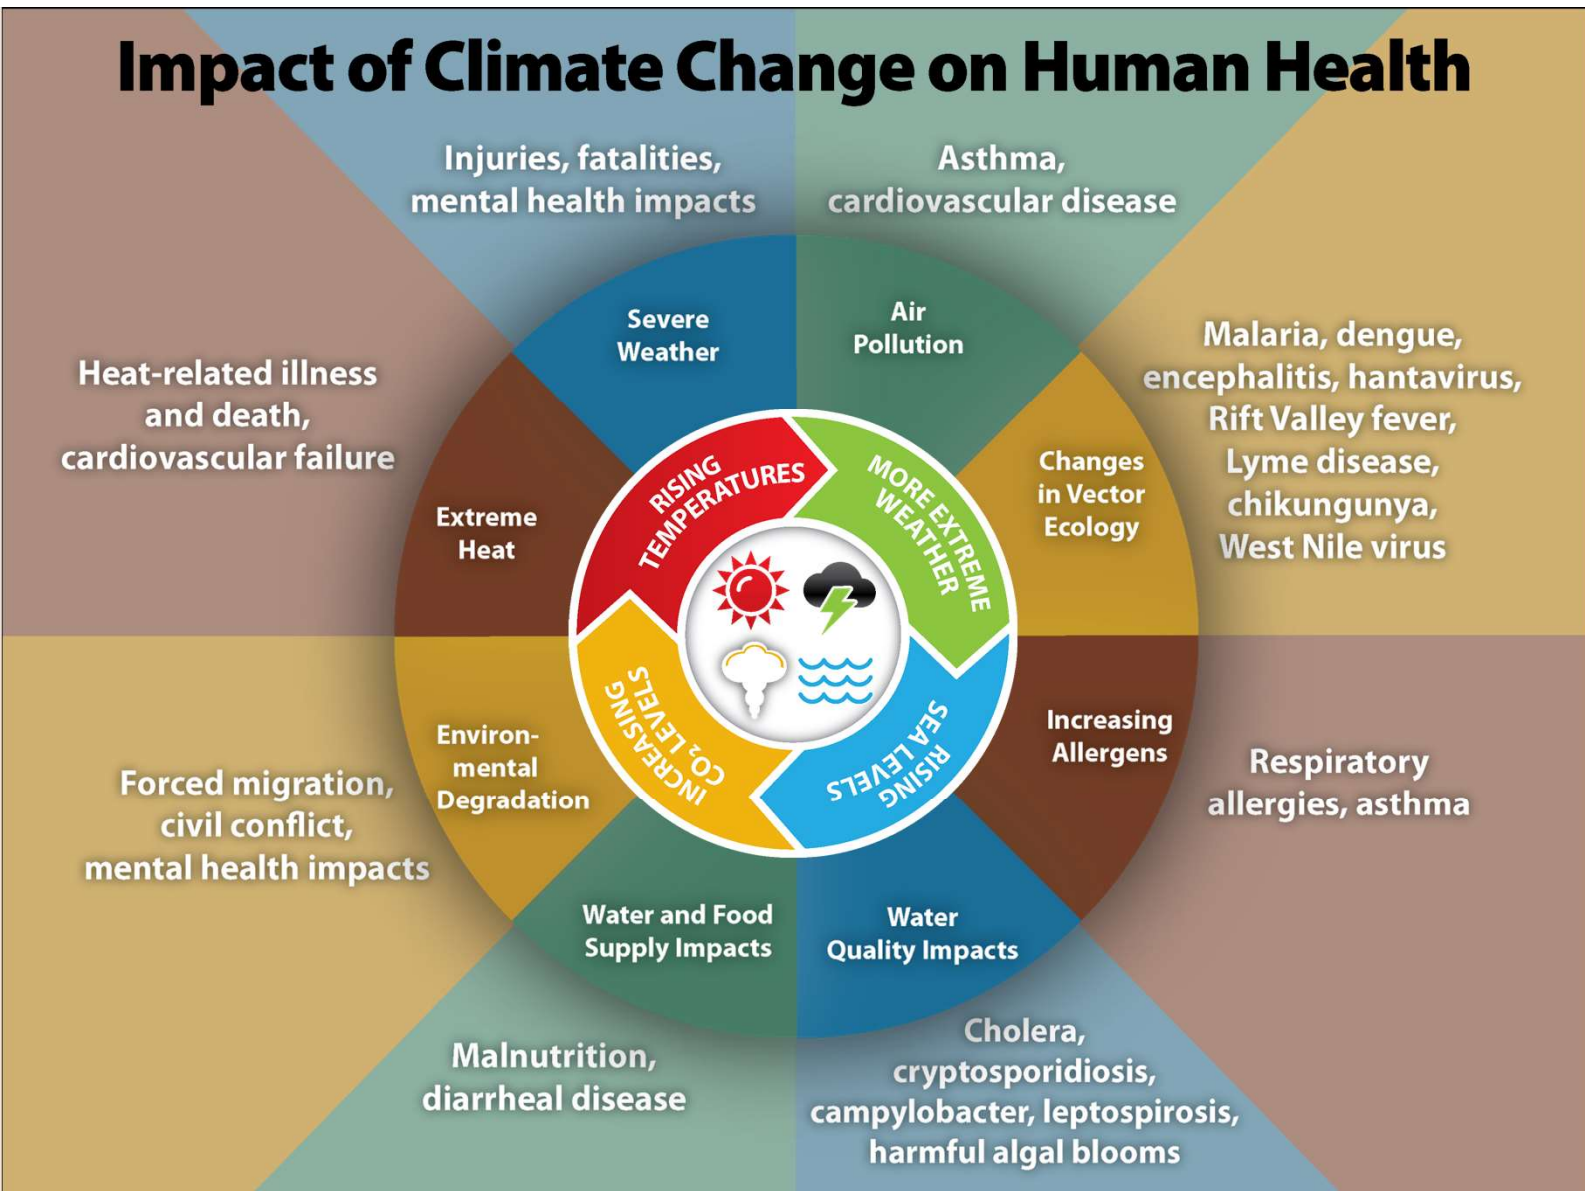 Impact of Climate Change on Human Health
Injuries, fatalities,
mental health impacts
Asthma,
cardiovascular disease
Severe
Weather
Air
Pollution
Heat-related illness
and death,
cardiovascular failure
Extreme
Heat
Changes
in Vector
Ecology
Malaria, dengue,
encephalitis, hantavirus,
Rift Valley fever,
Lyme disease,
chikungunya,
West Nile virus
RISING
TEMPERATURES
MORE EXTREME
WEATHER
INCREASING
CO₂ LEVELS
RISING
SEA LEVELS
Forced migration,
civil conflict,
mental health impacts
Environ-
mental
Degradation
Increasing
Allergens
Respiratory
allergies, asthma
Water and Food
Supply Impacts
Water
Quality Impacts
Malnutrition,
diarrheal disease
Cholera,
cryptosporidiosis,
campylobacter, leptospirosis,
harmful algal blooms